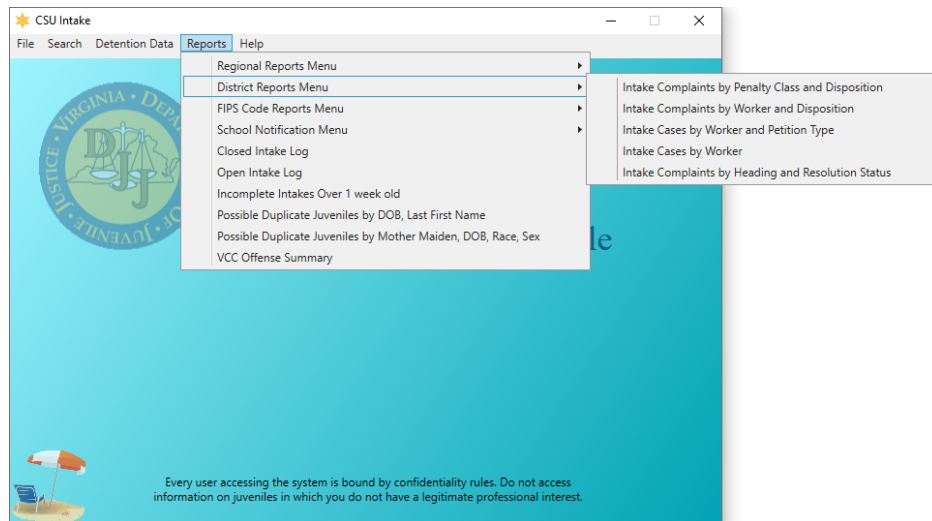 CSU Intake
File Search Detention Data Reports Help
Regional Reports Menu
District Reports Menu
FIPS Code Reports Menu
School Notification Menu
Closed Intake Log
Open Intake Log
Incomplete Intakes Over 1 week old
Possible Duplicate Juveniles by DOB, Last First Name
Possible Duplicate Juveniles by Mother Maiden, DOB, Race, Sex
VCC Offense Summary
Intake Complaints by Penalty Class and Disposition
Intake Complaints by Worker and Disposition
Intake Cases by Worker and Petition Type
Intake Cases by Worker
Intake Complaints by Heading and Resolution Status
VIRGINIA • DEPA
OF JUVENILE • JUSTICE •
DJJ
le
Every user accessing the system is bound by confidentiality rules. Do not access
information on juveniles in which you do not have a legitimate professional interest.